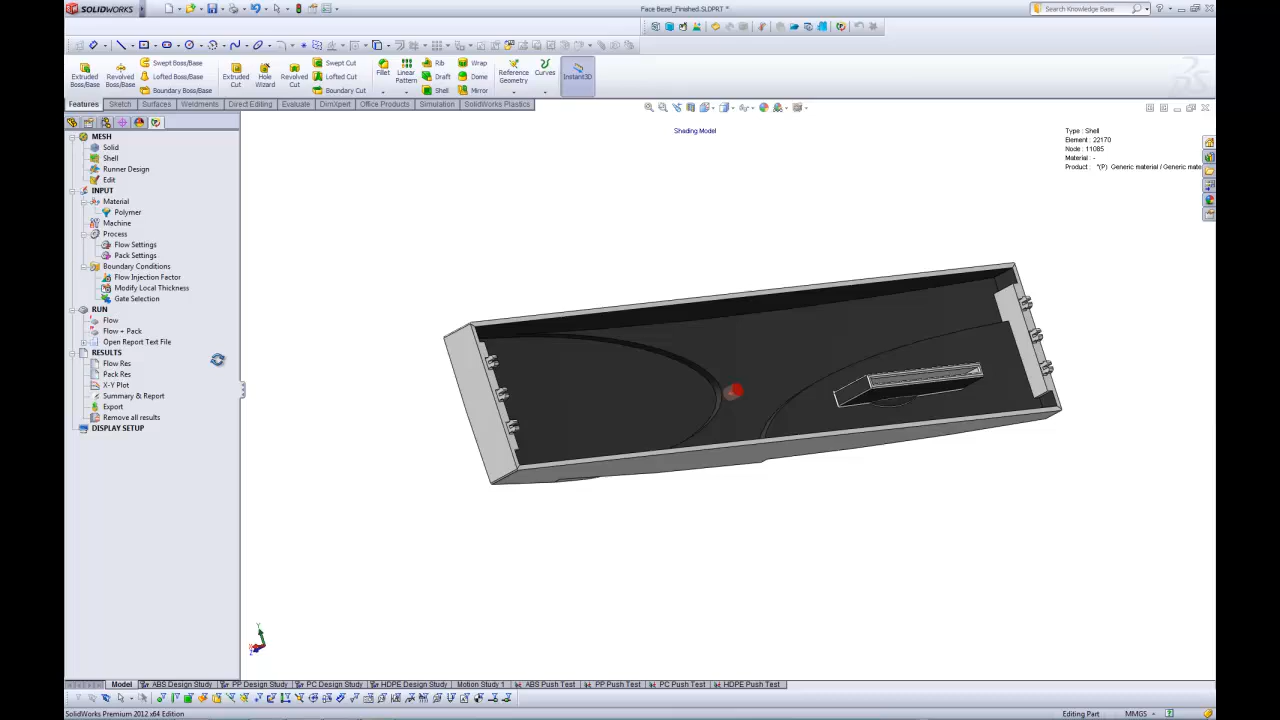 SOLIDWORKS
Face Bezel_Finished.SLDPRT *
Search Knowledge Base
Extruded Boss/Base
Revolved Boss/Base
Swept Boss/Base
Lofted Boss/Base
Boundary Boss/Base
Extruded Cut
Hole Wizard
Revolved Cut
Swept Cut
Lofted Cut
Boundary Cut
Fillet
Linear Pattern
Rib
Draft
Shell
Wrap
Dome
Mirror
Reference Geometry
Curves
Instant3D
Features Sketch Surfaces Weldments Direct Editing Evaluate DimXpert Office Products Simulation SolidWorks Plastics
MESH
Solid
Shell
Runner Design
Edit
INPUT
Material
Polymer
Machine
Process
Flow Settings
Pack Settings
Boundary Conditions
Flow Injection Factor
Modify Local Thickness
Gate Selection
RUN
Flow
Flow + Pack
Open Report Text File
RESULTS
Flow Res
Pack Res
X-Y Plot
Summary & Report
Export
Remove all results
DISPLAY SETUP
Shading Model
Type : Shell
Element : 22170
Node : 11085
Material : -
Product : "(P) Generic material / Generic mate
Y
Model ABS Design Study PP Design Study PC Design Study HDPE Design Study Motion Study 1 ABS Push Test PP Push Test PC Push Test HDPE Push Test
SolidWorks Premium 2012 x64 Edition
Editing Part
MMGS